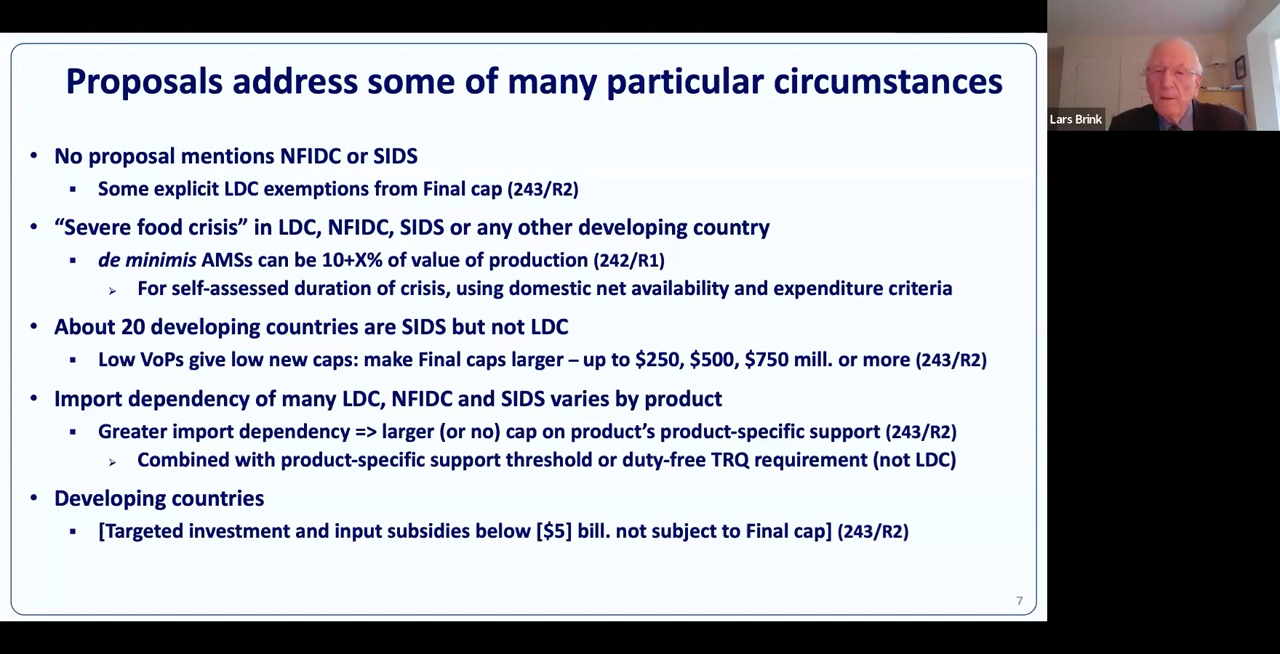 Proposals address some of many particular circumstances
Lars Brink
• No proposal mentions NFIDC or SIDS
▪ Some explicit LDC exemptions from Final cap (243/R2)
• “Severe food crisis” in LDC, NFIDC, SIDS or any other developing country
▪ de minimis AMSs can be 10+X% of value of production (242/R1)
➢ For self-assessed duration of crisis, using domestic net availability and expenditure criteria
• About 20 developing countries are SIDS but not LDC
▪ Low VoPs give low new caps: make Final caps larger – up to $250, $500, $750 mill. or more (243/R2)
• Import dependency of many LDC, NFIDC and SIDS varies by product
▪ Greater import dependency => larger (or no) cap on product’s product-specific support (243/R2)
➢ Combined with product-specific support threshold or duty-free TRQ requirement (not LDC)
• Developing countries
▪ [Targeted investment and input subsidies below [$5] bill. not subject to Final cap] (243/R2)
7